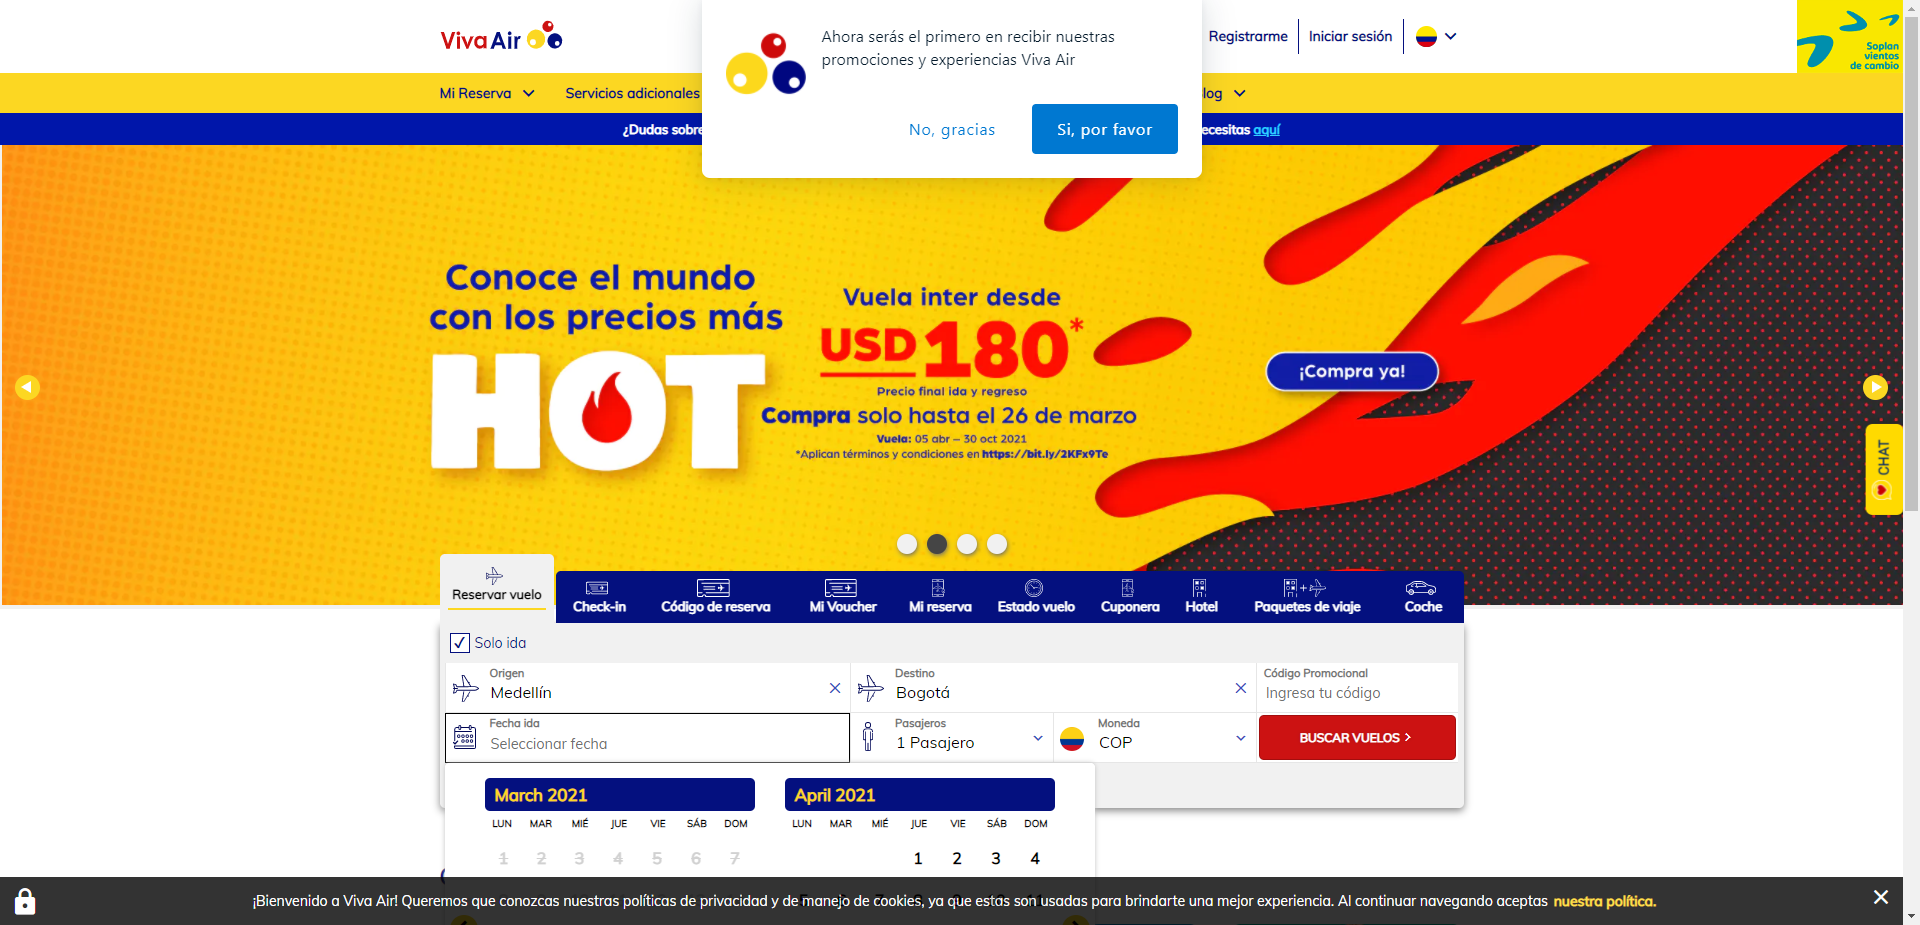 Viva Air
Ahora serás el primero en recibir nuestras
promociones y experiencias Viva Air
No, gracias
Si, por favor
Registrarme
Iniciar sesión
Soplan
vientos
de cambio
Mi Reserva
Servicios adicionales
log
¿Dudas sobre
ecesitas aquí
Conoce el mundo
con los precios más
HOT
Vuela inter desde
USD 180*
Precio final ida y regreso
Compra solo hasta el 26 de marzo
Vuela: 05 abr – 30 oct 2021
*Aplican términos y condiciones en https://bit.ly/2KFx9Te
¡Compra ya!
CHAT
Reservar vuelo
Check-in
Código de reserva
Mi Voucher
Mi reserva
Estado vuelo
Cuponera
Hotel
Paquetes de viaje
Coche
Solo ida
Origen
Medellín
Destino
Bogotá
Código Promocional
Ingresa tu código
Fecha ida
Seleccionar fecha
Pasajeros
1 Pasajero
Moneda
COP
BUSCAR VUELOS
March 2021
April 2021
LUN MAR MIÉ JUE VIE SÁB DOM
LUN MAR MIÉ JUE VIE SÁB DOM
1 2 3 4 5 6 7
1 2 3 4
¡Bienvenido a Viva Air! Queremos que conozcas nuestras políticas de privacidad y de manejo de cookies, ya que estas son usadas para brindarte una mejor experiencia. Al continuar navegando aceptas nuestra política.